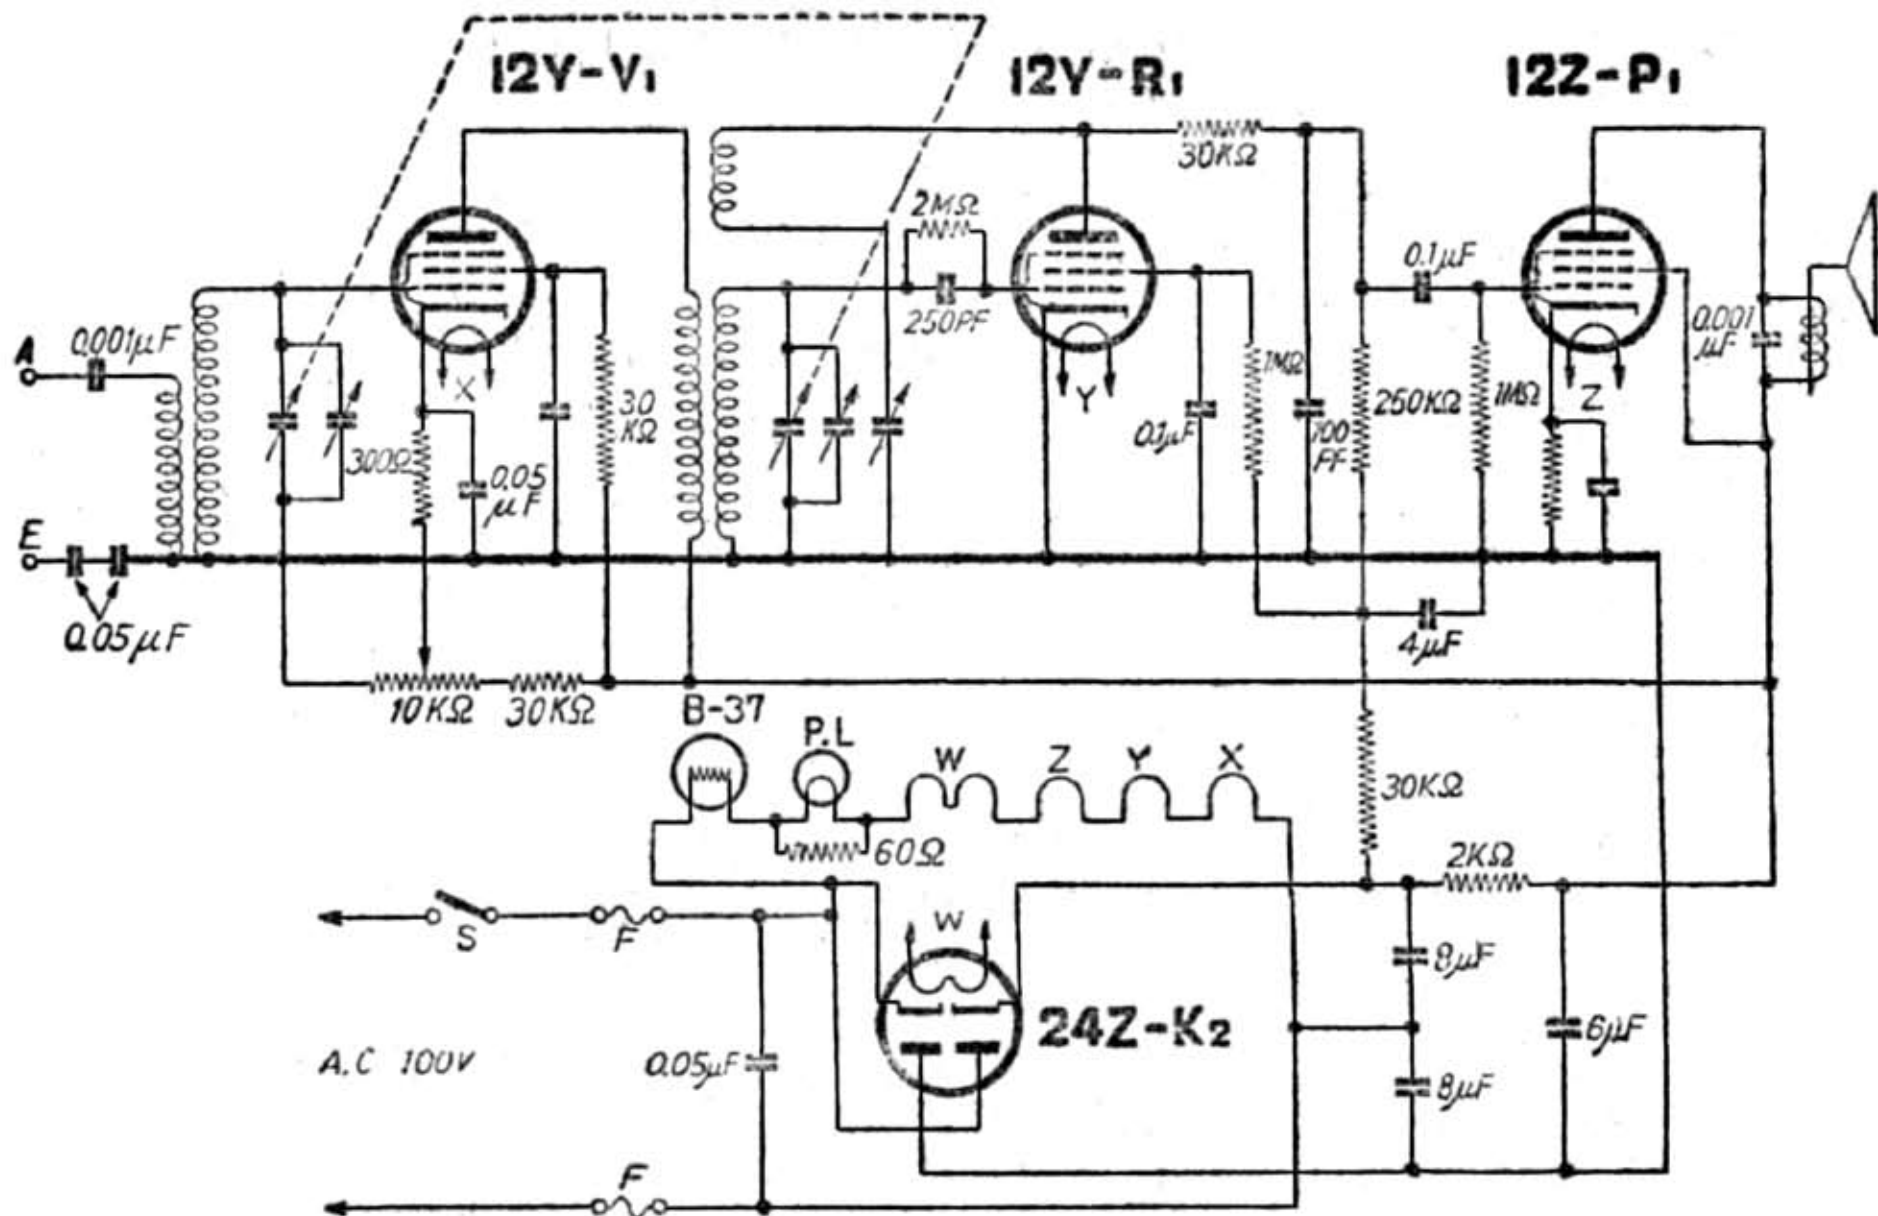 12Y-V1
12Y-R1
12Z-P1
30KΩ
2MΩ
250PF
0.1μF
0.001
μF
A
0.001μF
X
Y
Z
30
KΩ
300Ω
0.05
μF
0.1μF
1MΩ
100
PF
250KΩ
1MΩ
E
0.05μF
4μF
10KΩ
30KΩ
B-37
P.L
W
Z
Y
X
60Ω
30KΩ
2KΩ
S
F
W
8μF
24Z-K2
6μF
A.C 100V
0.05μF
8μF
F